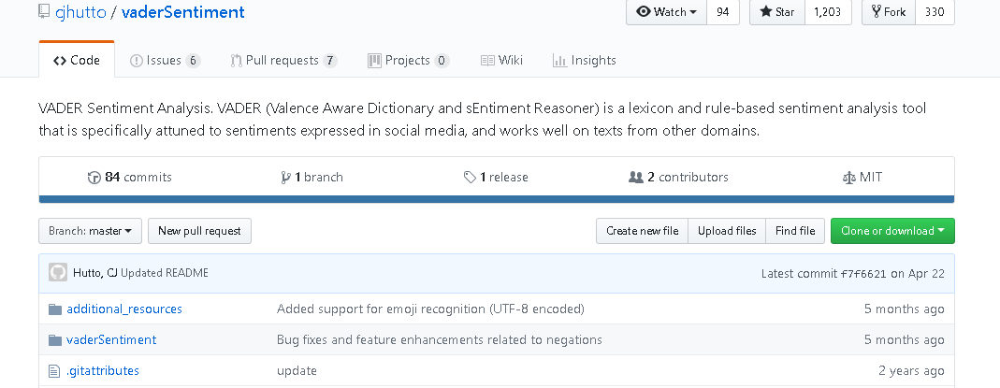 cjhutto / vaderSentiment
Watch 94 Star 1,203 Fork 330
Code Issues 6 Pull requests 7 Projects 0 Wiki Insights
VADER Sentiment Analysis. VADER (Valence Aware Dictionary and sEntiment Reasoner) is a lexicon and rule-based sentiment analysis tool
that is specifically attuned to sentiments expressed in social media, and works well on texts from other domains.
84 commits 1 branch 1 release 2 contributors MIT
Branch: master New pull request Create new file Upload files Find file Clone or download
Hutto, CJ Updated README Latest commit f7f6621 on Apr 22
additional_resources Added support for emoji recognition (UTF-8 encoded) 5 months ago
vaderSentiment Bug fixes and feature enhancements related to negations 5 months ago
.gitattributes update 2 years ago